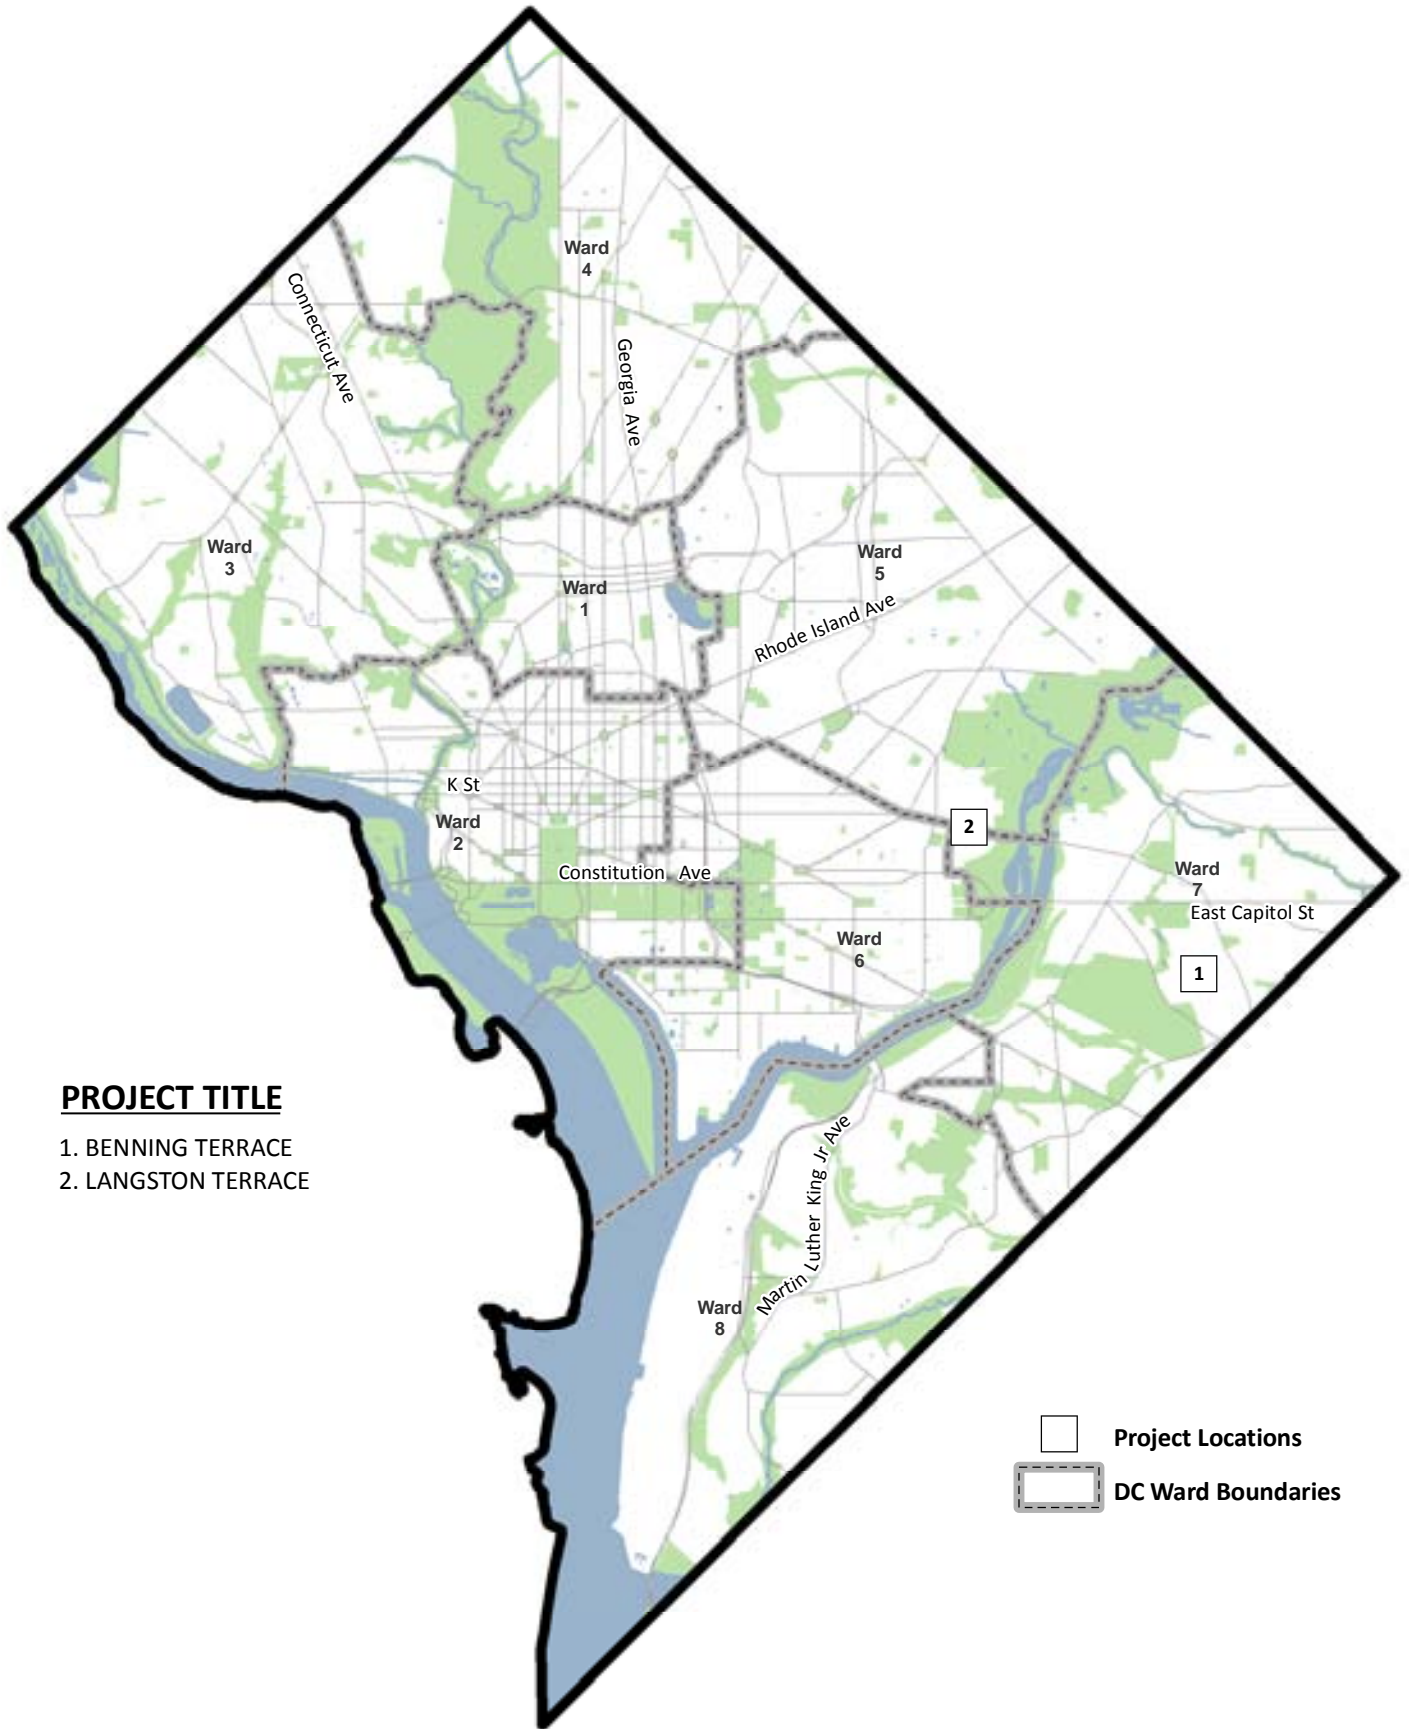 Ward
4
Connecticut Ave
Georgia Ave
Ward
3
Ward
5
Ward
1
Rhode Island Ave
K St
Ward
2
2
Constitution Ave
Ward
7
East Capitol St
Ward
6
1
PROJECT TITLE
1. BENNING TERRACE
2. LANGSTON TERRACE
Martin Luther King Jr Ave
Ward
8
Project Locations
DC Ward Boundaries